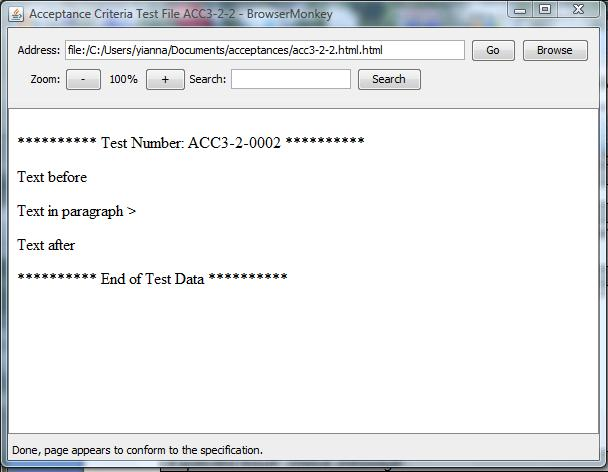 Acceptance Criteria Test File ACC3-2-2 - BrowserMonkey
Address: file:/C:/Users/yianna/Documents/acceptances/acc3-2-2.html.html Go Browse
Zoom: - 100% + Search: Search
********** Test Number: ACC3-2-0002 **********
Text before
Text in paragraph >
Text after
********** End of Test Data **********
Done, page appears to conform to the specification.